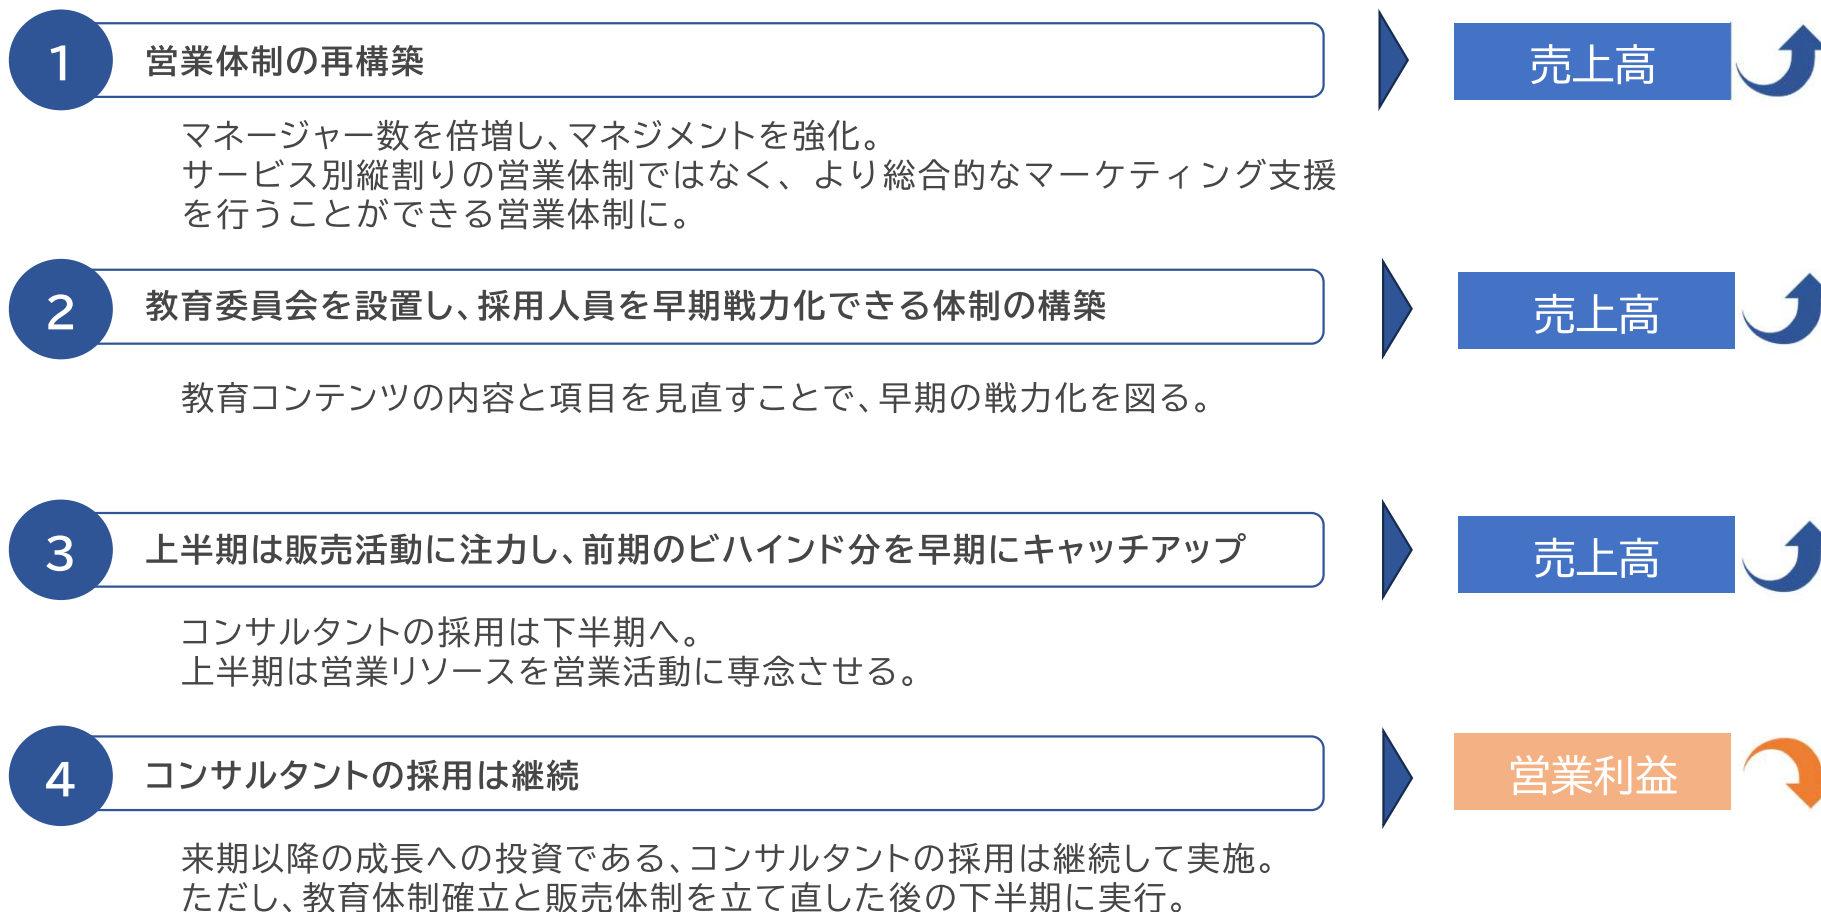 1
営業体制の再構築
売上高
マネージャー数を倍増し、マネジメントを強化。
サービス別縦割りの営業体制ではなく、より総合的なマーケティング支援
を行うことができる営業体制に。
2
教育委員会を設置し、採用人員を早期戦力化できる体制の構築
売上高
教育コンテンツの内容と項目を見直すことで、早期の戦力化を図る。
3
上半期は販売活動に注力し、前期のビハインド分を早期にキャッチアップ
売上高
コンサルタントの採用は下半期へ。
上半期は営業リソースを営業活動に専念させる。
4
コンサルタントの採用は継続
営業利益
来期以降の成長への投資である、コンサルタントの採用は継続して実施。
ただし、教育体制確立と販売体制を立て直した後の下半期に実行。